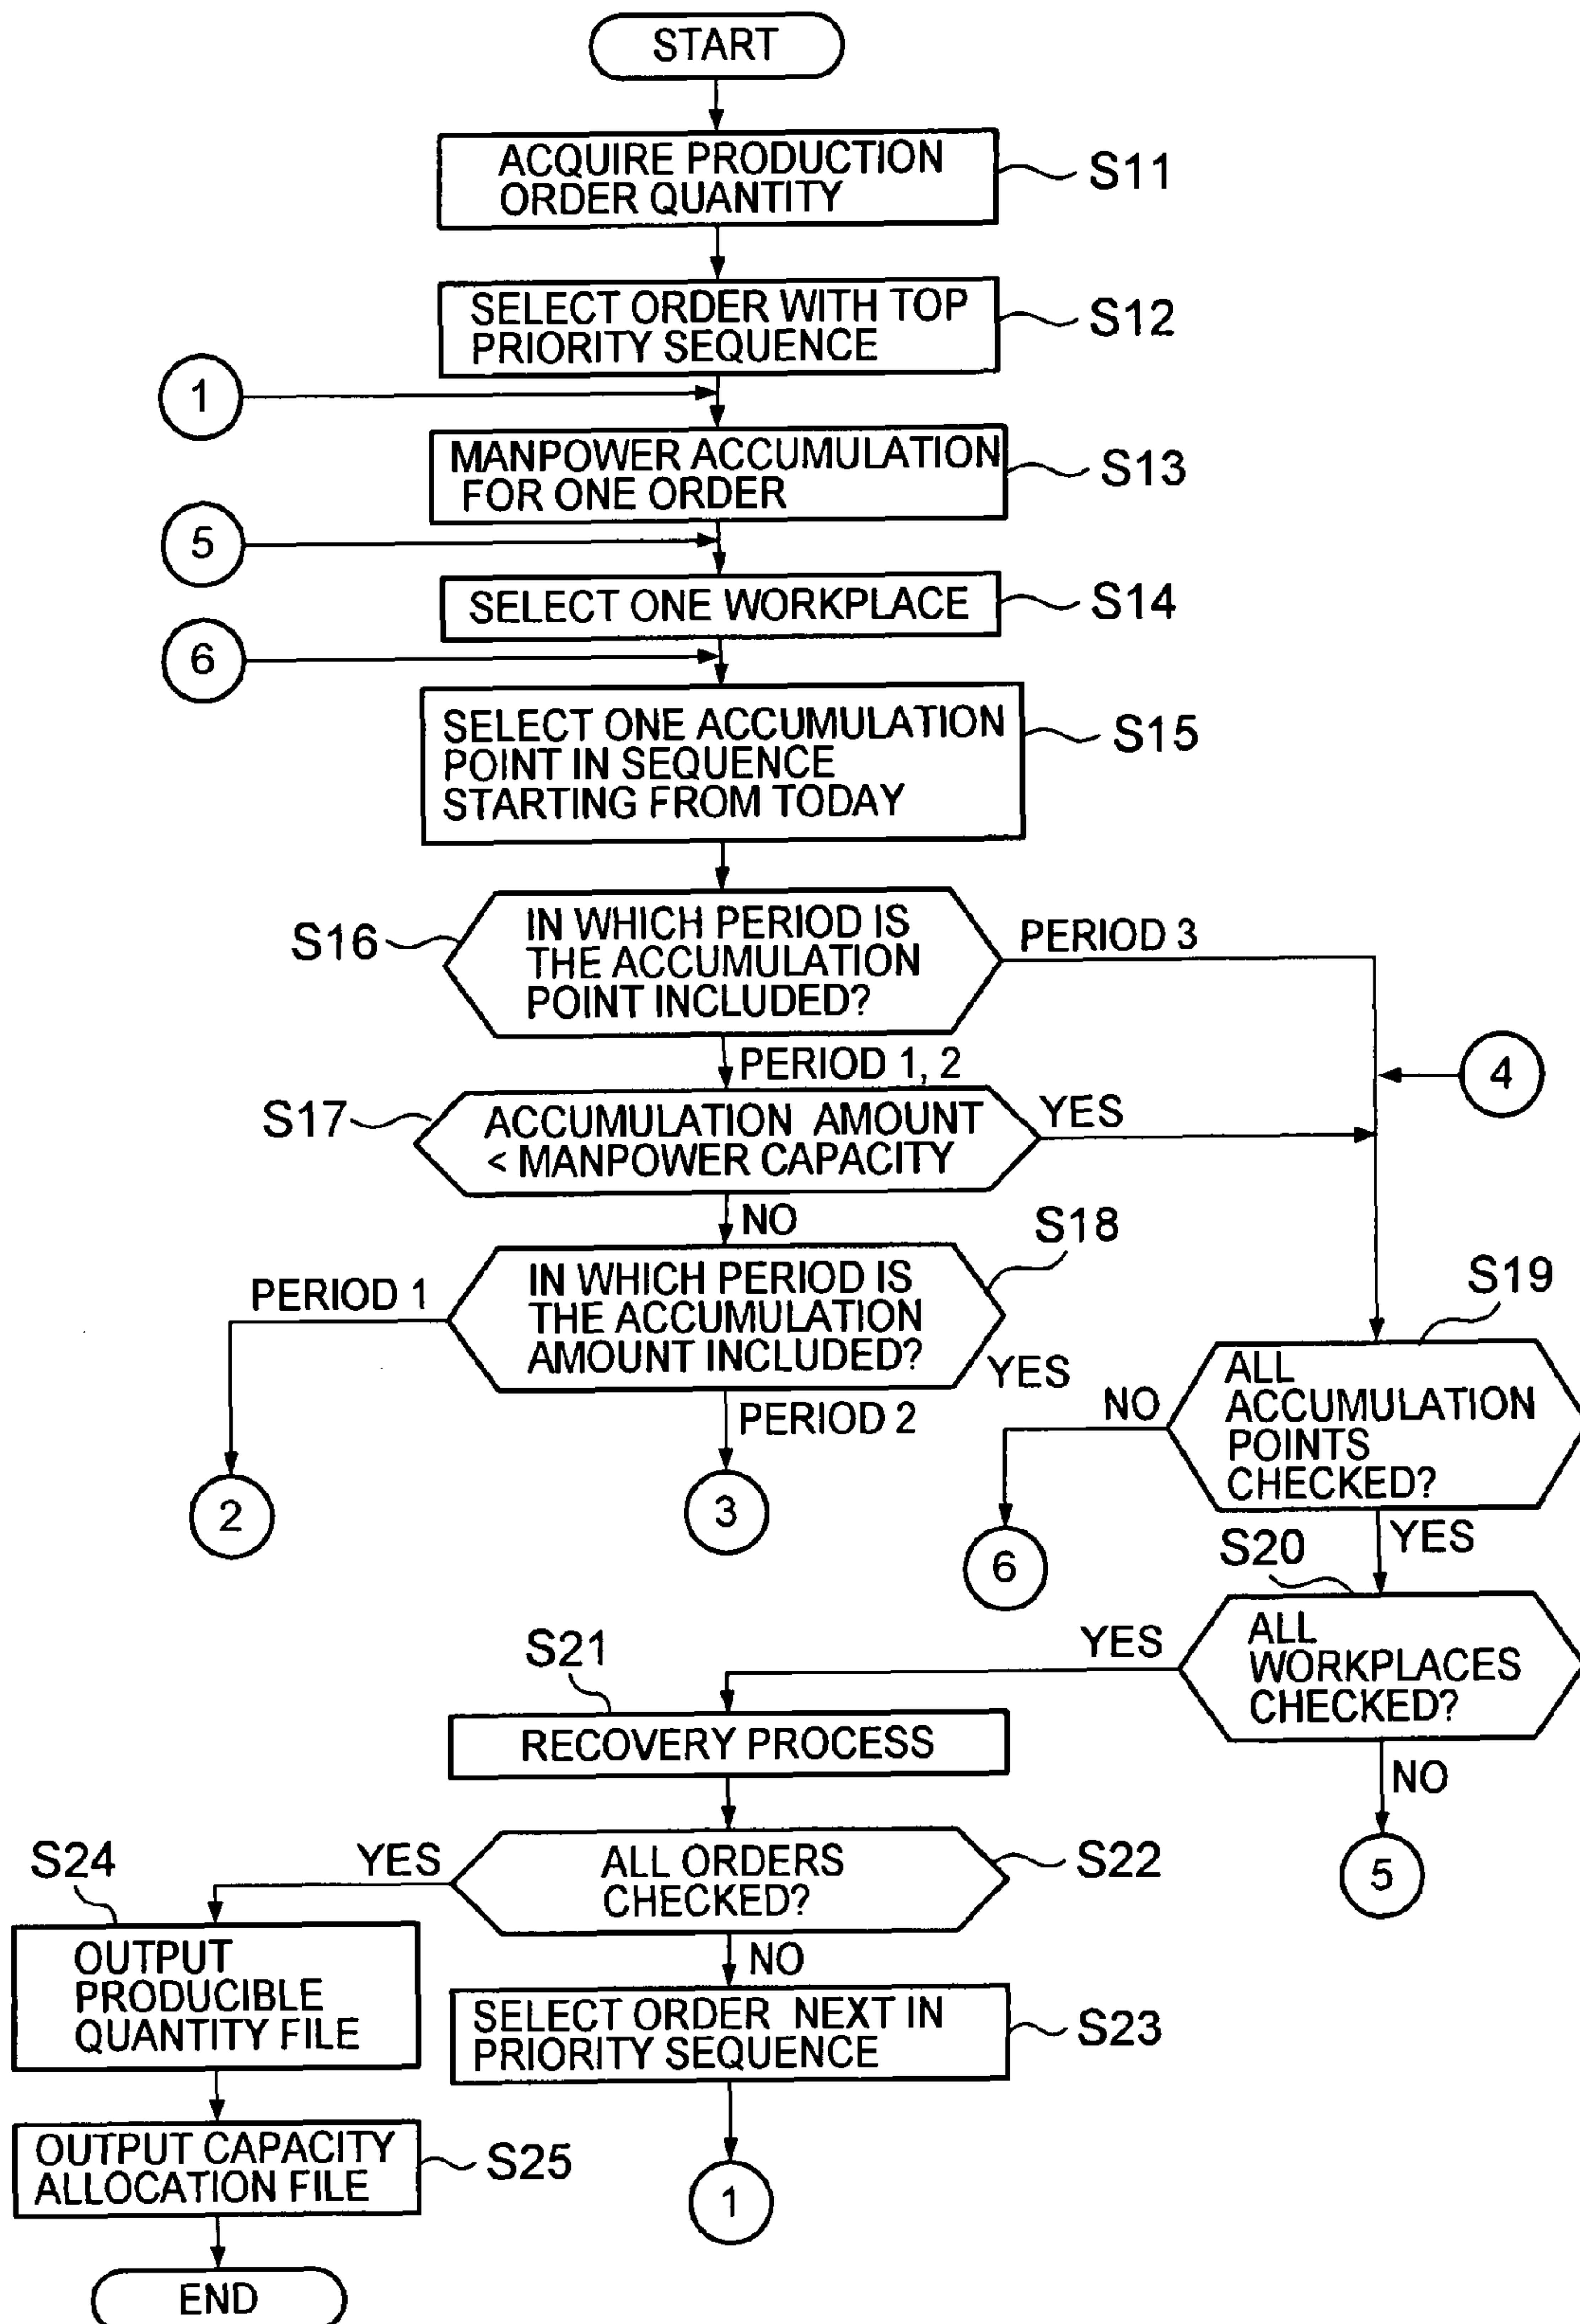 START
ACQUIRE PRODUCTION
ORDER QUANTITY
S11
SELECT ORDER WITH TOP
PRIORITY SEQUENCE
S12
1
MANPOWER ACCUMULATION
FOR ONE ORDER
S13
5
SELECT ONE WORKPLACE
S14
6
SELECT ONE ACCUMULATION
POINT IN SEQUENCE
STARTING FROM TODAY
S15
S16
IN WHICH PERIOD IS
THE ACCUMULATION
POINT INCLUDED?
PERIOD 3
PERIOD 1, 2
4
S17
ACCUMULATION AMOUNT
< MANPOWER CAPACITY
YES
NO
S18
IN WHICH PERIOD IS
THE ACCUMULATION
AMOUNT INCLUDED?
PERIOD 1
YES
PERIOD 2
2
3
S19
ALL
ACCUMULATION
POINTS
CHECKED?
NO
YES
6
S20
ALL
WORKPLACES
CHECKED?
YES
NO
5
S21
RECOVERY PROCESS
ALL ORDERS
CHECKED?
S22
YES
NO
S24
OUTPUT
PRODUCIBLE
QUANTITY FILE
SELECT ORDER NEXT IN
PRIORITY SEQUENCE
S23
OUTPUT CAPACITY
ALLOCATION FILE
S25
1
END